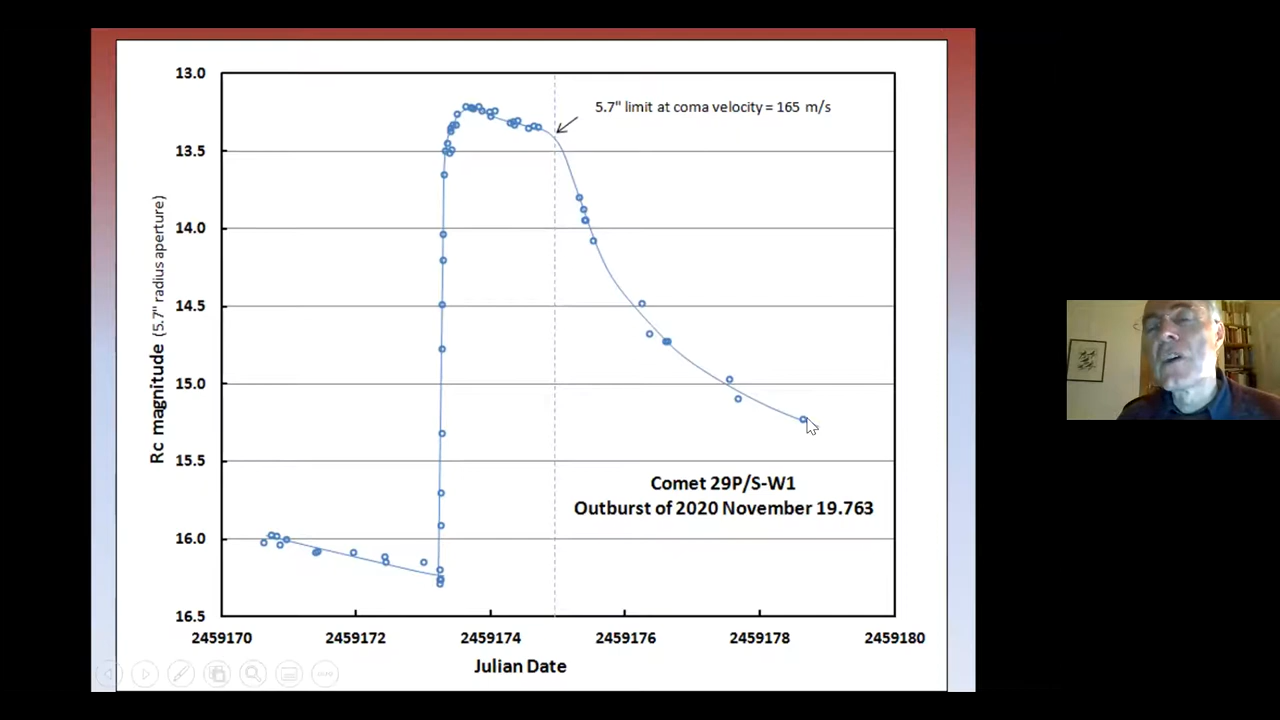 13.0
5.7" limit at coma velocity = 165 m/s
13.5
14.0
14.5
15.0
15.5
16.0
16.5
Rc magnitude (5.7" radius aperture)
Comet 29P/S-W1
Outburst of 2020 November 19.763
2459170 2459172 2459174 2459176 2459178 2459180
Julian Date